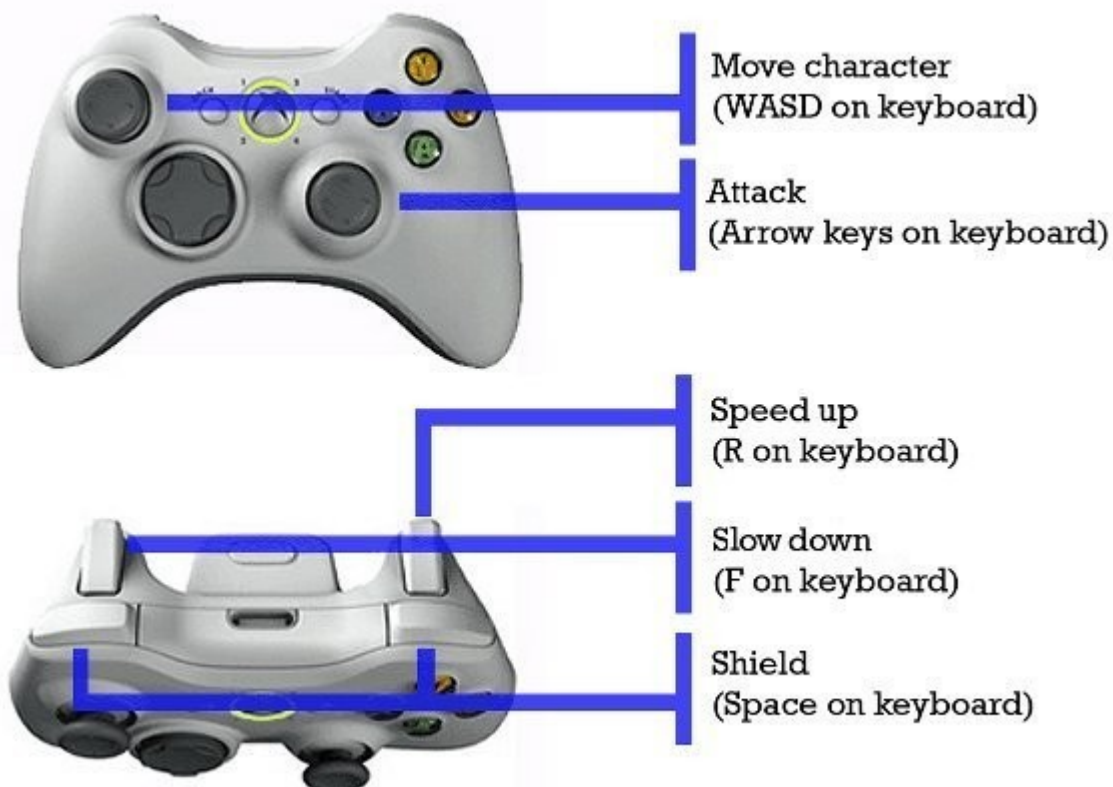 Move character
(WASD on keyboard)
Attack
(Arrow keys on keyboard)
Y
A
Speed up
(R on keyboard)
Slow down
(F on keyboard)
Shield
(Space on keyboard)